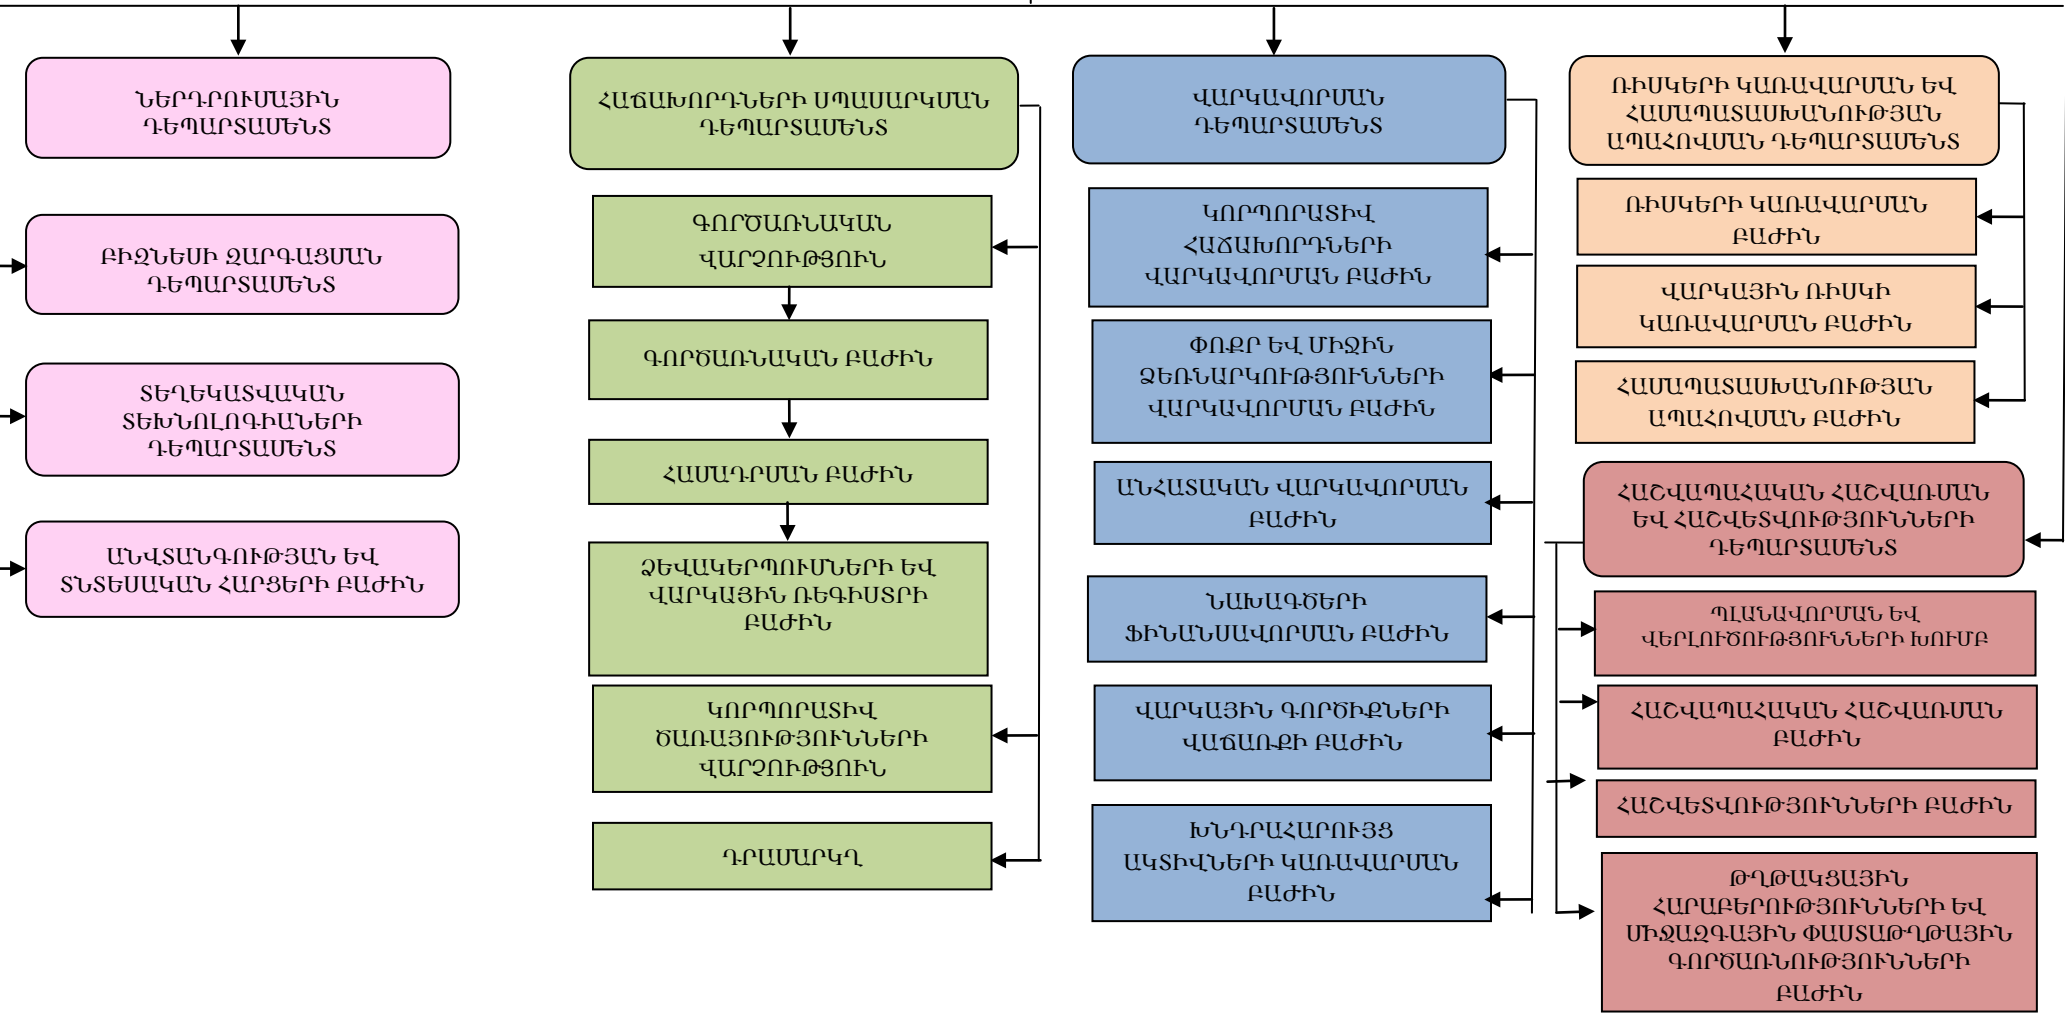 ՆԵՐԴՐՈՒՄԱՅԻՆ
ԴԵՊԱՐՏԱՄԵՆՏ
ԲԻԶՆԵՍԻ ԶԱՐԳԱՑՄԱՆ
ԴԵՊԱՐՏԱՄԵՆՏ
ՏԵՂԵԿԱՏՎԱԿԱՆ
ՏԵԽՆՈԼՈԳԻԱՆԵՐԻ
ԴԵՊԱՐՏԱՄԵՆՏ
ԱՆՎՏԱՆԳՈՒԹՅԱՆ ԵՎ
ՏՆՏԵՍԱԿԱՆ ՀԱՐՑԵՐԻ ԲԱԺԻՆ
ՀԱՃԱԽՈՐԴՆԵՐԻ ՍՊԱՍԱՐԿՄԱՆ
ԴԵՊԱՐՏԱՄԵՆՏ
ԳՈՐԾԱՌՆԱԿԱՆ
ՎԱՐՉՈՒԹՅՈՒՆ
ԳՈՐԾԱՌՆԱԿԱՆ ԲԱԺԻՆ
ՀԱՄԱԴՐՄԱՆ ԲԱԺԻՆ
ՁԵՎԱԿԵՐՊՈՒՄՆԵՐԻ ԵՎ
ՎԱՐԿԱՅԻՆ ՌԵԳԻՍՏՐԻ
ԲԱԺԻՆ
ԿՈՐՊՈՐԱՏԻՎ
ԾԱՌԱՅՈՒԹՅՈՒՆՆԵՐԻ
ՎԱՐՉՈՒԹՅՈՒՆ
ԴՐԱՄԱՐԿՂ
ՎԱՐԿԱՎՈՐՄԱՆ
ԴԵՊԱՐՏԱՄԵՆՏ
ԿՈՐՊՈՐԱՏԻՎ
ՀԱՃԱԽՈՐԴՆԵՐԻ
ՎԱՐԿԱՎՈՐՄԱՆ ԲԱԺԻՆ
ՓՈՔՐ ԵՎ ՄԻՋԻՆ
ՁԵՌՆԱՐԿՈՒԹՅՈՒՆՆԵՐԻ
ՎԱՐԿԱՎՈՐՄԱՆ ԲԱԺԻՆ
ԱՆՀԱՏԱԿԱՆ ՎԱՐԿԱՎՈՐՄԱՆ
ԲԱԺԻՆ
ՆԱԽԱԳԾԵՐԻ
ՖԻՆԱՆՍԱՎՈՐՄԱՆ ԲԱԺԻՆ
ՎԱՐԿԱՅԻՆ ԳՈՐԾԻՔՆԵՐԻ
ՎԱՃԱՌՔԻ ԲԱԺԻՆ
ԽՆԴՐԱՀԱՐՈՒՅՑ
ԱԿՏԻՎՆԵՐԻ ԿԱՌԱՎԱՐՄԱՆ
ԲԱԺԻՆ
ՌԻՍԿԵՐԻ ԿԱՌԱՎԱՐՄԱՆ ԵՎ
ՀԱՄԱՊԱՏԱՍԽԱՆՈՒԹՅԱՆ
ԱՊԱՀՈՎՄԱՆ ԴԵՊԱՐՏԱՄԵՆՏ
ՌԻՍԿԵՐԻ ԿԱՌԱՎԱՐՄԱՆ
ԲԱԺԻՆ
ՎԱՐԿԱՅԻՆ ՌԻՍԿԻ
ԿԱՌԱՎԱՐՄԱՆ ԲԱԺԻՆ
ՀԱՄԱՊԱՏԱՍԽԱՆՈՒԹՅԱՆ
ԱՊԱՀՈՎՄԱՆ ԲԱԺԻՆ
ՀԱՇՎԱՊԱՀԱԿԱՆ ՀԱՇՎԱՌՄԱՆ
ԵՎ ՀԱՇՎԵՏՎՈՒԹՅՈՒՆՆԵՐԻ
ԴԵՊԱՐՏԱՄԵՆՏ
ՊԼԱՆԱՎՈՐՄԱՆ ԵՎ
ՎԵՐԼՈՒԾՈՒԹՅՈՒՆՆԵՐԻ ԽՈՒՄԲ
ՀԱՇՎԱՊԱՀԱԿԱՆ ՀԱՇՎԱՌՄԱՆ
ԲԱԺԻՆ
ՀԱՇՎԵՏՎՈՒԹՅՈՒՆՆԵՐԻ ԲԱԺԻՆ
ԹՂԹԱԿՑԱՅԻՆ
ՀԱՐԱԲԵՐՈՒԹՅՈՒՆՆԵՐԻ ԵՎ
ՄԻՋԱԶԳԱՅԻՆ ՓԱՍՏԱԹՂԹԱՅԻՆ
ԳՈՐԾԱՌՆՈՒԹՅՈՒՆՆԵՐԻ
ԲԱԺԻՆ